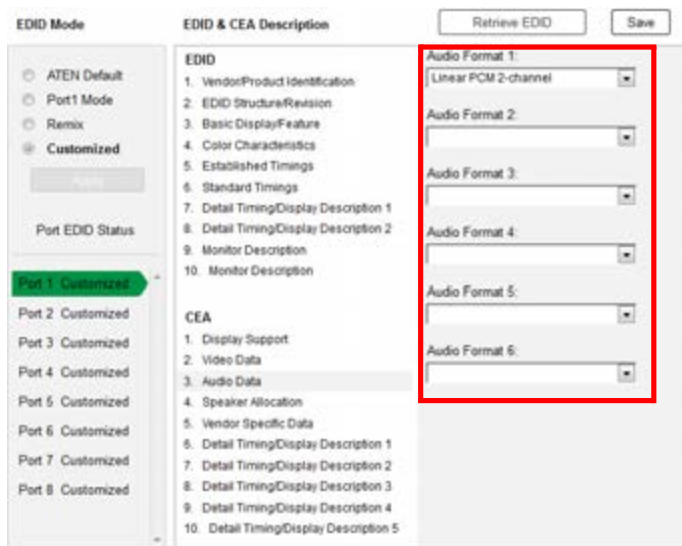 EDID Mode
ATEN Default
Port1 Mode
Remix
Customized
Apply
Port EDID Status
Port 1 Customized
Port 2 Customized
Port 3 Customized
Port 4 Customized
Port 5 Customized
Port 6 Customized
Port 7 Customized
Port 8 Customized
EDID & CEA Description
EDID
1. Vendor/Product Identification
2. EDID Structure/Revision
3. Basic Display/Feature
4. Color Characteristics
5. Established Timings
6. Standard Timings
7. Detail Timing/Display Description 1
8. Detail Timing/Display Description 2
9. Monitor Description
10. Monitor Description
CEA
1. Display Support
2. Video Data
3. Audio Data
4. Speaker Allocation
5. Vendor Specific Data
6. Detail Timing/Display Description 1
7. Detail Timing/Display Description 2
8. Detail Timing/Display Description 3
9. Detail Timing/Display Description 4
10. Detail Timing/Display Description 5
Retrieve EDID
Save
Audio Format 1:
Linear PCM 2-channel
Audio Format 2:
Audio Format 3:
Audio Format 4:
Audio Format 5:
Audio Format 6: